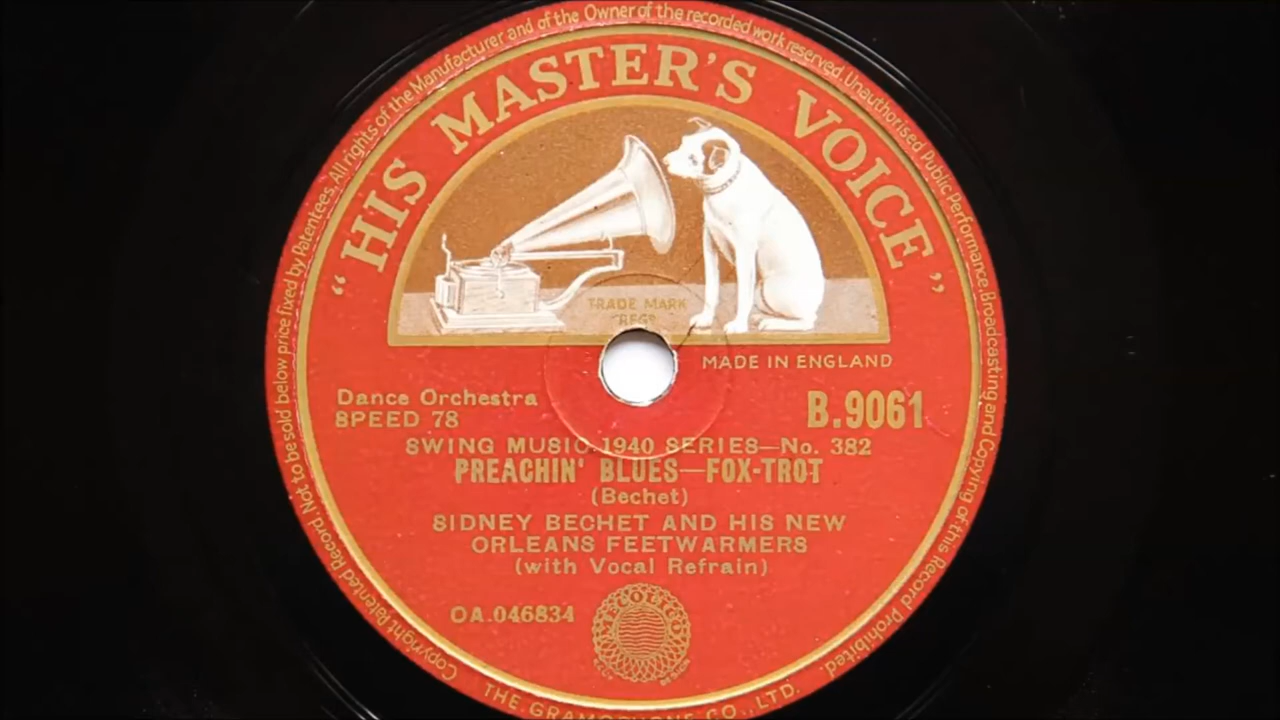 Copyright Patented Record. Not to be sold below price fixed by Patentees. All rights of the Manufacturer and of the Owner of the recorded work reserved. Unauthorised Public Performance, Broadcasting and Copying of this Record Prohibited.
“HIS MASTER'S VOICE”
TRADE MARK
REGD
MADE IN ENGLAND
Dance Orchestra
SPEED 78
B.9061
SWING MUSIC 1940 SERIES—No. 382
PREACHIN' BLUES—FOX-TROT
(Bechet)
SIDNEY BECHET AND HIS NEW
ORLEANS FEETWARMERS
(with Vocal Refrain)
OA.046834
MECOLICO
THE GRAMOPHONE CO., LTD.